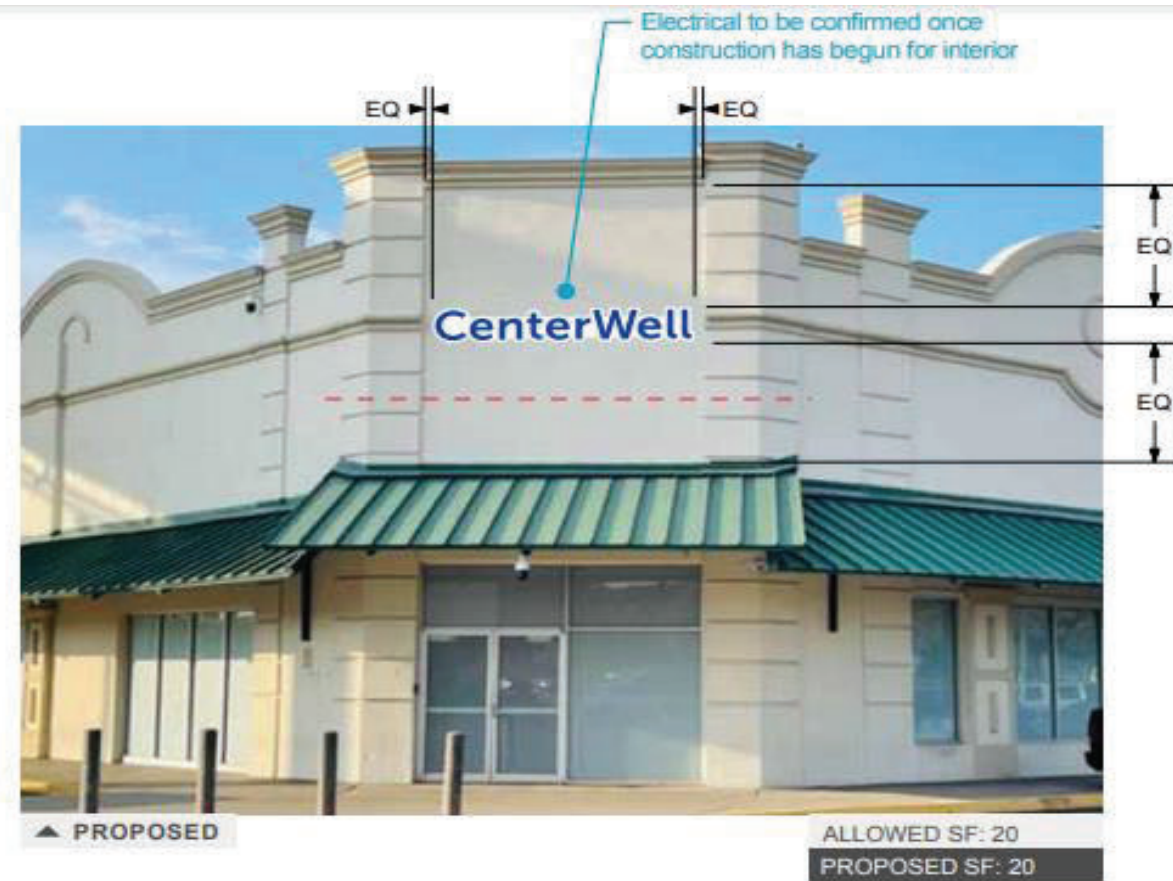 Electrical to be confirmed once
construction has begun for interior
EQ
EQ
EQ
CenterWell
EQ
PROPOSED
ALLOWED SF: 20
PROPOSED SF: 20